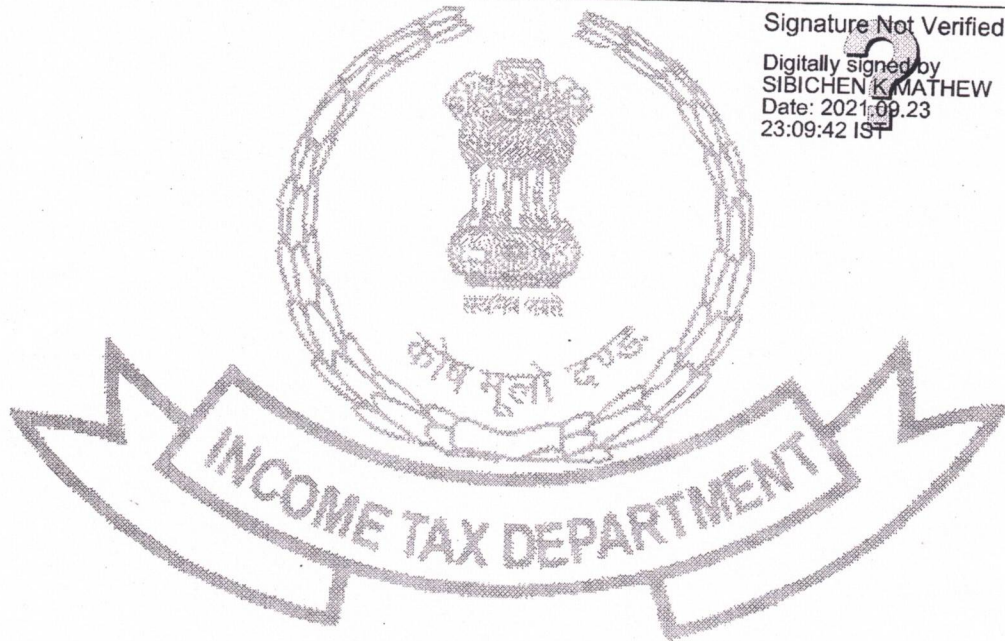 Signature Not Verified
Digitally signed by
SIBICHEN K MATHEW
Date: 2021.09.23
23:09:42 IST
सत्यमेव जयते
कोष मूलो दण्डः
INCOME TAX DEPARTMENT